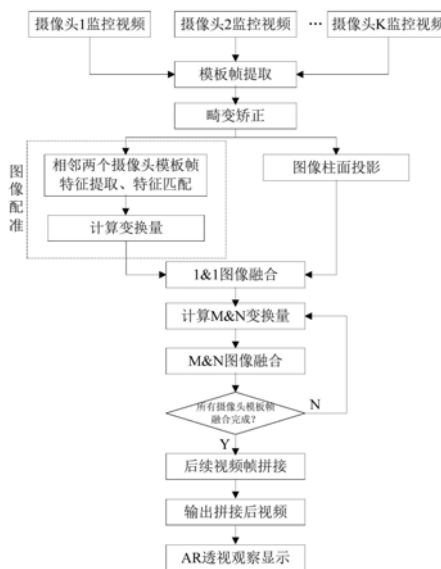 摄像头1监控视频
摄像头2监控视频
…
摄像头K监控视频
模板帧提取
畸变矫正
图像配准
相邻两个摄像头模板帧
特征提取、特征匹配
图像柱面投影
计算变换量
1&1图像融合
计算M&N变换量
M&N图像融合
所有摄像头模板帧
融合完成?
N
Y
后续视频帧拼接
输出拼接后视频
AR透视观察显示